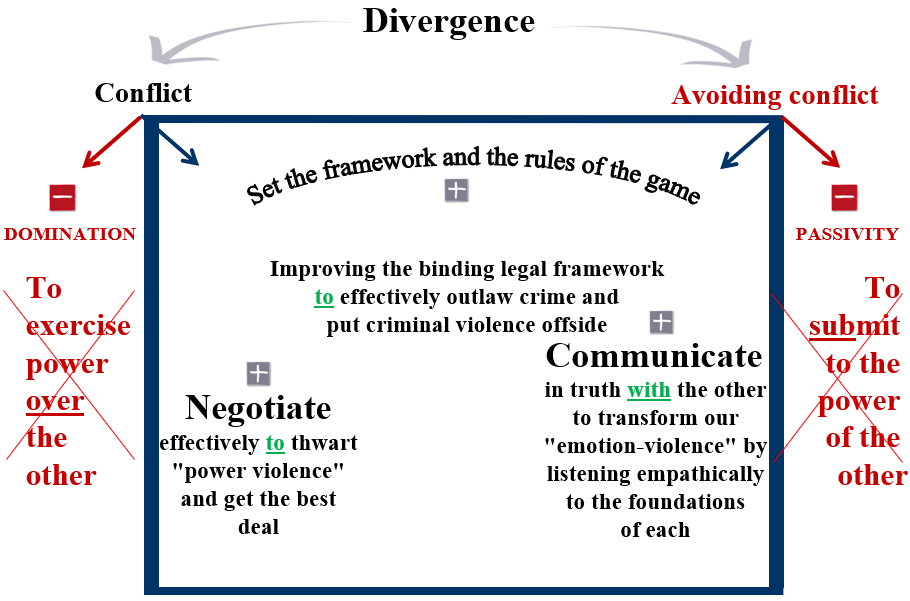 Divergence
Conflict
Avoiding conflict
Set the framework and the rules of the game
DOMINATION
PASSIVITY
To
exercise
power
over
the
other
Improving the binding legal framework
to effectively outlaw crime and
put criminal violence offside
Negotiate
effectively to thwart
"power violence"
and get the best
deal
Communicate
in truth with the other
to transform our
"emotion-violence" by
listening empathically
to the foundations
of each
To
submit
to the
power
of the
other